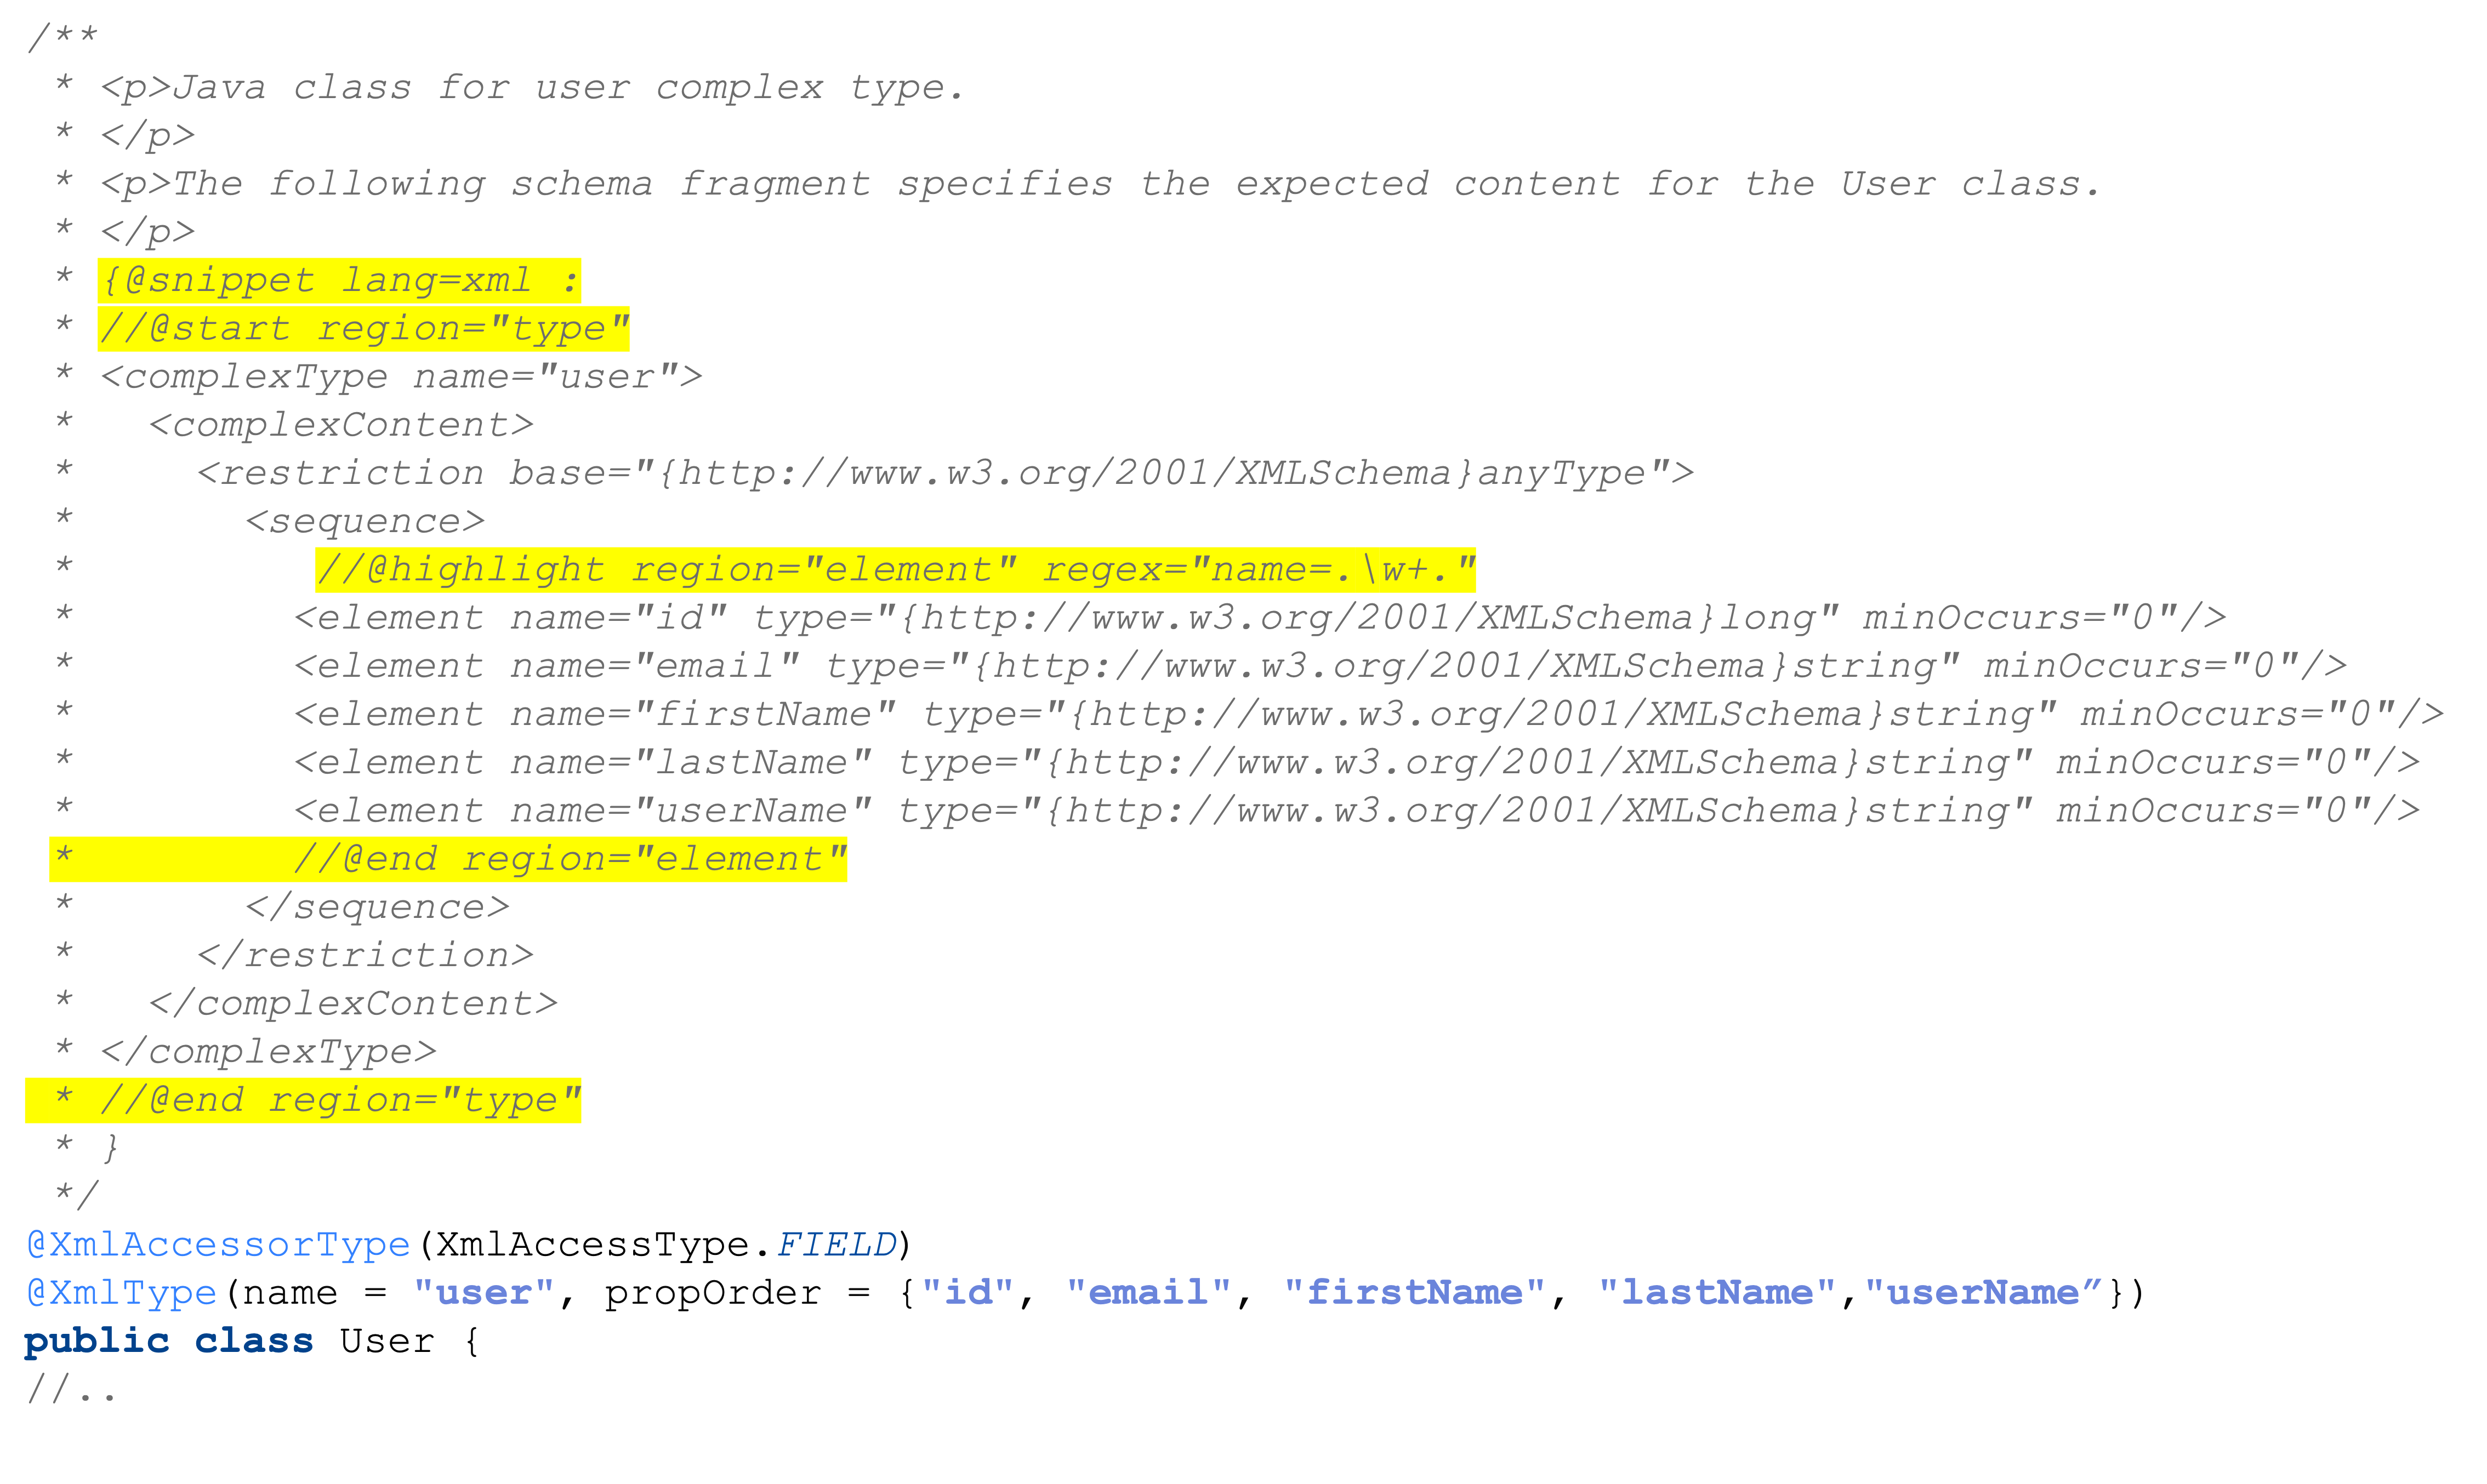 /**
 * <p>Java class for user complex type.
 * </p>
 * <p>The following schema fragment specifies the expected content for the User class.
 * </p>
 * {@snippet lang=xml :
 * //@start region="type"
 * <complexType name="user">
 *   <complexContent>
 *     <restriction base="{http://www.w3.org/2001/XMLSchema}anyType">
 *       <sequence>
 *          //@highlight region="element" regex="name=.\w+."
 *         <element name="id" type="{http://www.w3.org/2001/XMLSchema}long" minOccurs="0"/>
 *         <element name="email" type="{http://www.w3.org/2001/XMLSchema}string" minOccurs="0"/>
 *         <element name="firstName" type="{http://www.w3.org/2001/XMLSchema}string" minOccurs="0"/>
 *         <element name="lastName" type="{http://www.w3.org/2001/XMLSchema}string" minOccurs="0"/>
 *         <element name="userName" type="{http://www.w3.org/2001/XMLSchema}string" minOccurs="0"/>
 *         //@end region="element"
 *       </sequence>
 *     </restriction>
 *   </complexContent>
 * </complexType>
 * //@end region="type"
 * }
 */
@XmlAccessorType(XmlAccessType.FIELD)
@XmlType(name = "user", propOrder = {"id", "email", "firstName", "lastName","userName”})
public class User {
//..